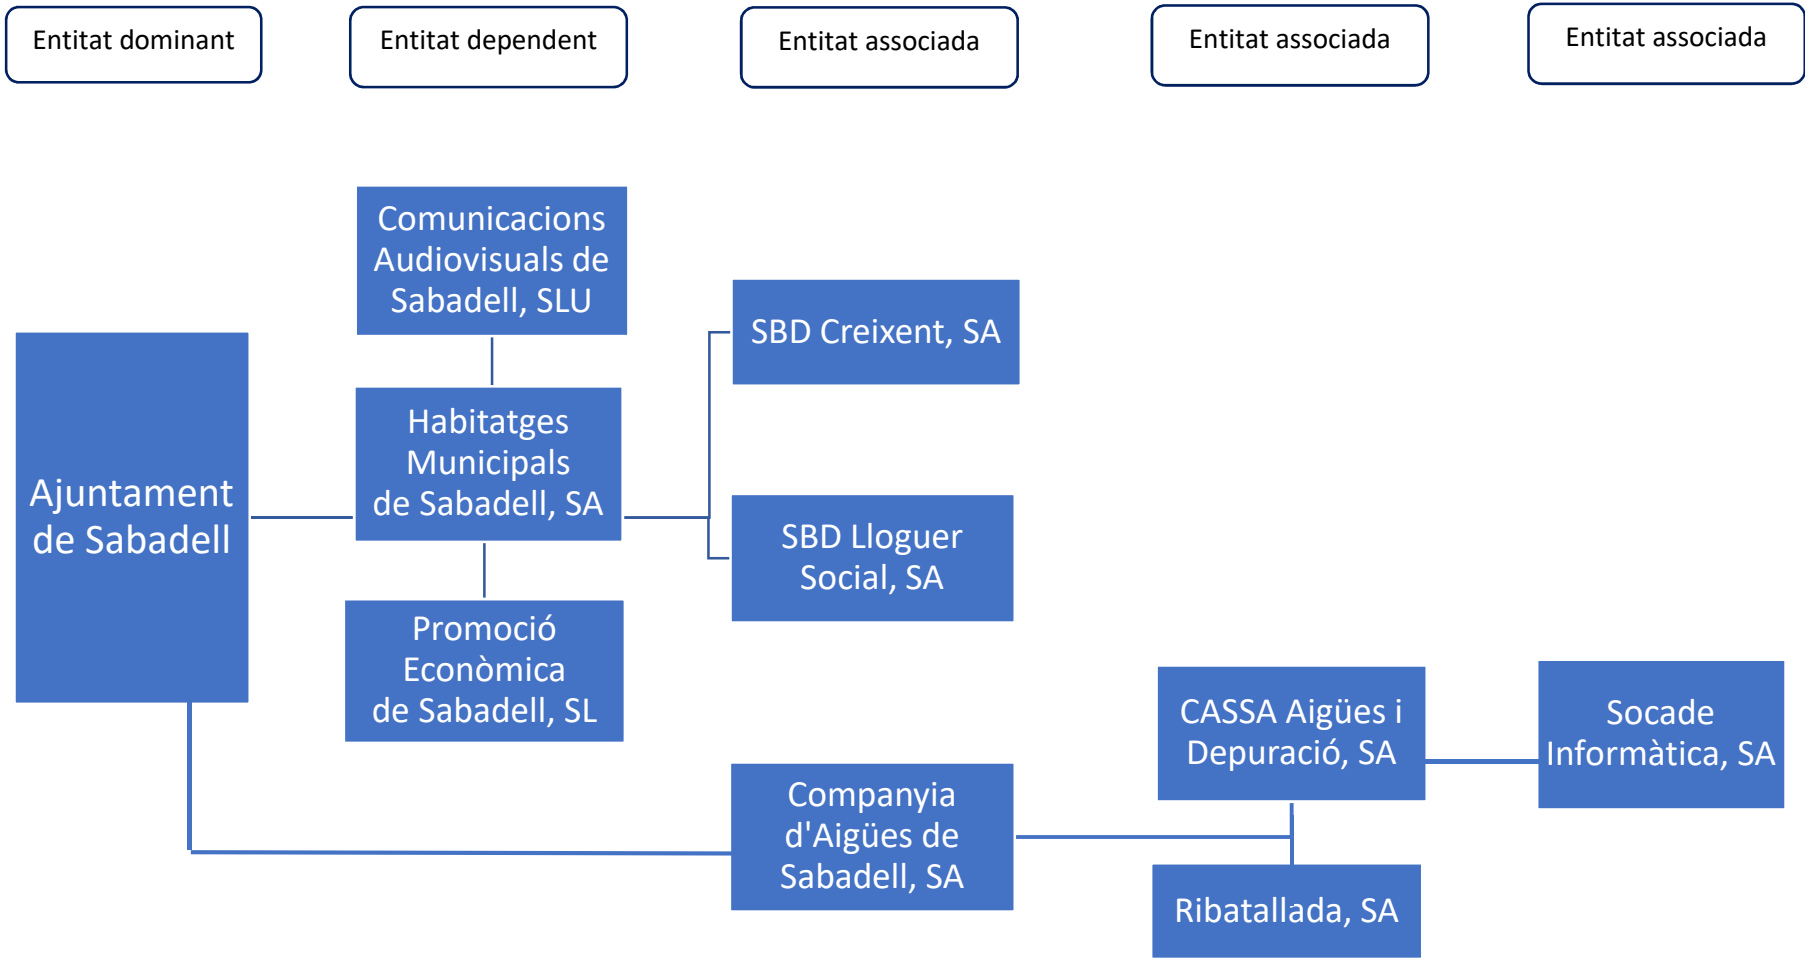 Entitat dominant
Entitat dependent
Entitat associada
Entitat associada
Entitat associada
Comunicacions
Audiovisuals de
Sabadell, SLU
SBD Creixent, SA
Habitatges
Municipals
de Sabadell, SA
Ajuntament
de Sabadell
SBD Lloguer
Social, SA
Promoció
Econòmica
de Sabadell, SL
CASSA Aigües i
Depuració, SA
Socade
Informàtica, SA
Companyia
d'Aigües de
Sabadell, SA
Ribatallada, SA